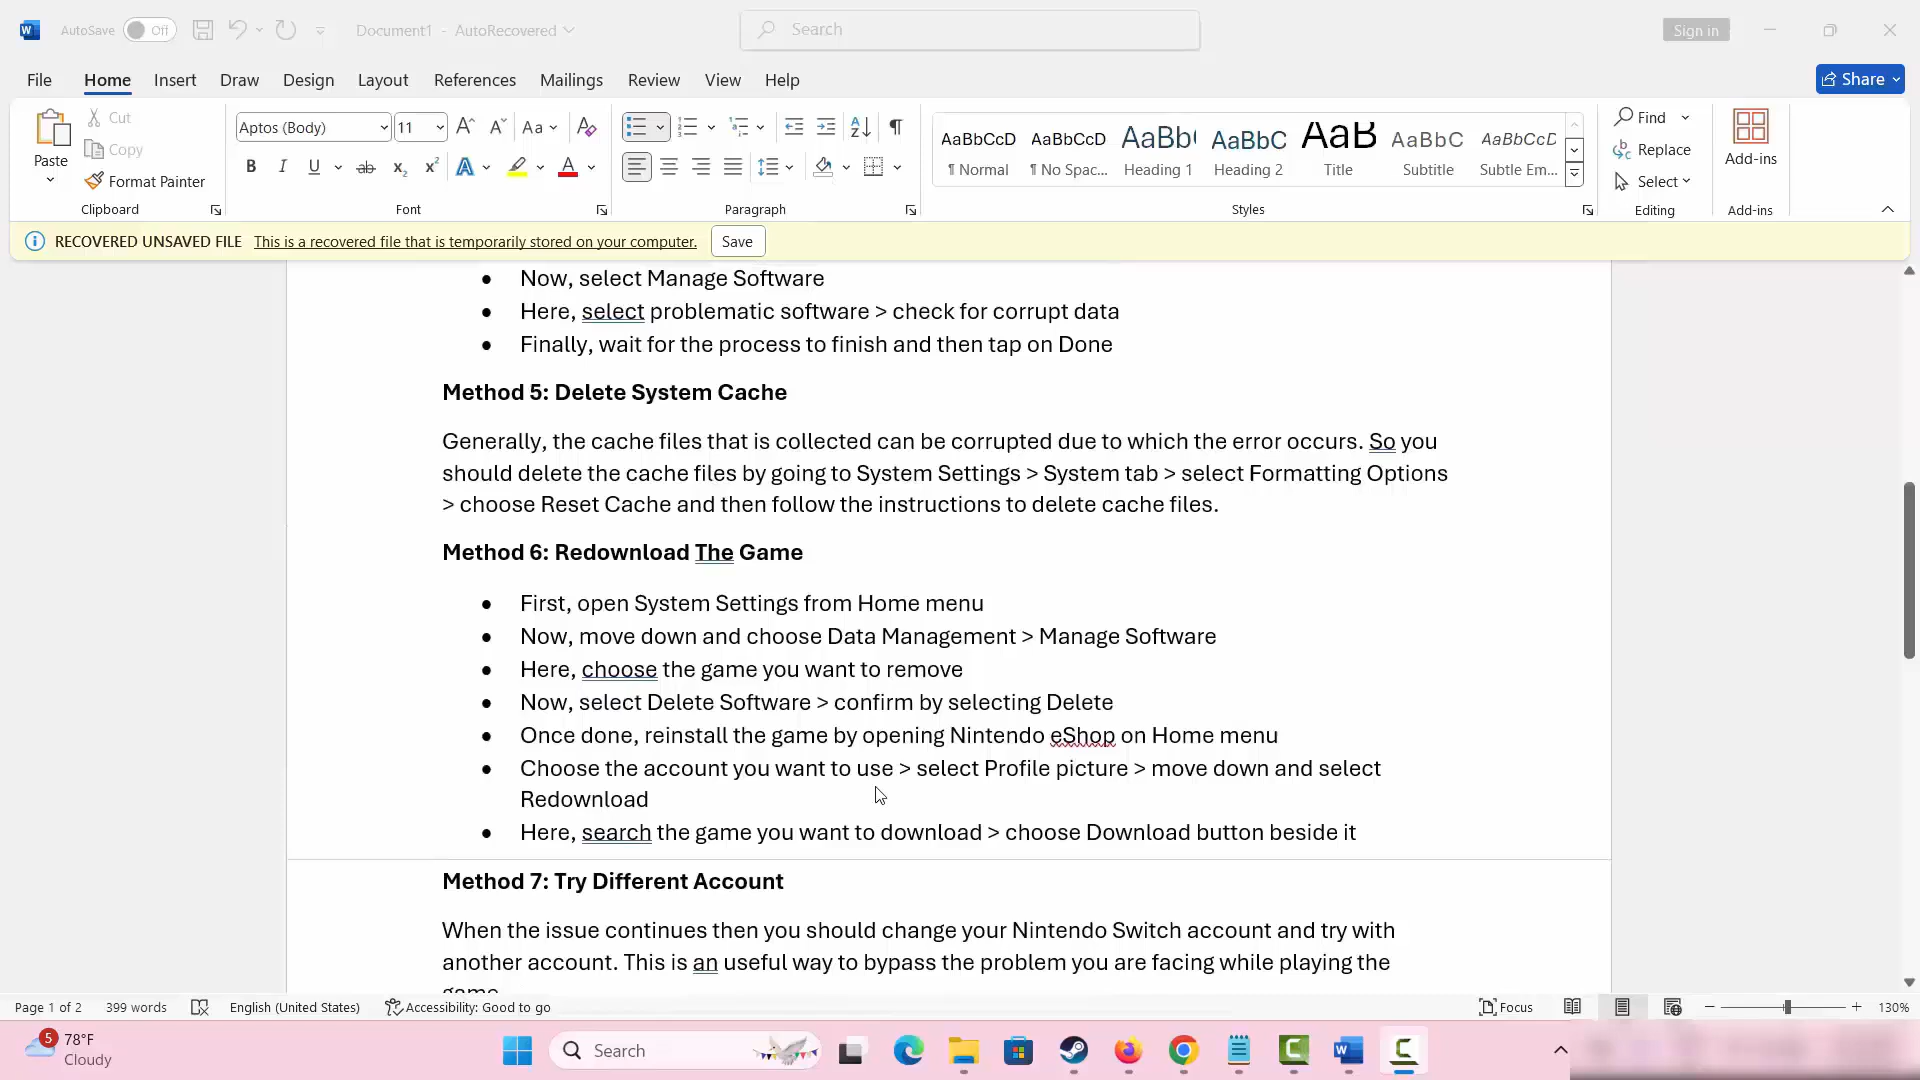 AutoSave Off Document1 - AutoRecovered Search Sign in
File Home Insert Draw Design Layout References Mailings Review View Help Share
Paste Cut Copy Format Painter
Clipboard
Aptos (Body) 11 Aa
B I U ab x₂ x² A A
Font
Paragraph
AaBbCcD AaBbCcD AaBb( AaBbC AaB AaBbC AaBbCcD
¶ Normal ¶ No Spac... Heading 1 Heading 2 Title Subtitle Subtle Em...
Styles
Find
Replace
Select
Editing
Add-ins
Add-ins
RECOVERED UNSAVED FILE This is a recovered file that is temporarily stored on your computer. Save
• Now, select Manage Software
• Here, select problematic software > check for corrupt data
• Finally, wait for the process to finish and then tap on Done
Method 5: Delete System Cache
Generally, the cache files that is collected can be corrupted due to which the error occurs. So you
should delete the cache files by going to System Settings > System tab > select Formatting Options
> choose Reset Cache and then follow the instructions to delete cache files.
Method 6: Redownload The Game
• First, open System Settings from Home menu
• Now, move down and choose Data Management > Manage Software
• Here, choose the game you want to remove
• Now, select Delete Software > confirm by selecting Delete
• Once done, reinstall the game by opening Nintendo eShop on Home menu
• Choose the account you want to use > select Profile picture > move down and select
Redownload
• Here, search the game you want to download > choose Download button beside it
Method 7: Try Different Account
When the issue continues then you should change your Nintendo Switch account and try with
another account. This is an useful way to bypass the problem you are facing while playing the
game
Page 1 of 2 399 words English (United States) Accessibility: Good to go Focus 130%
5 78°F
Cloudy
Search